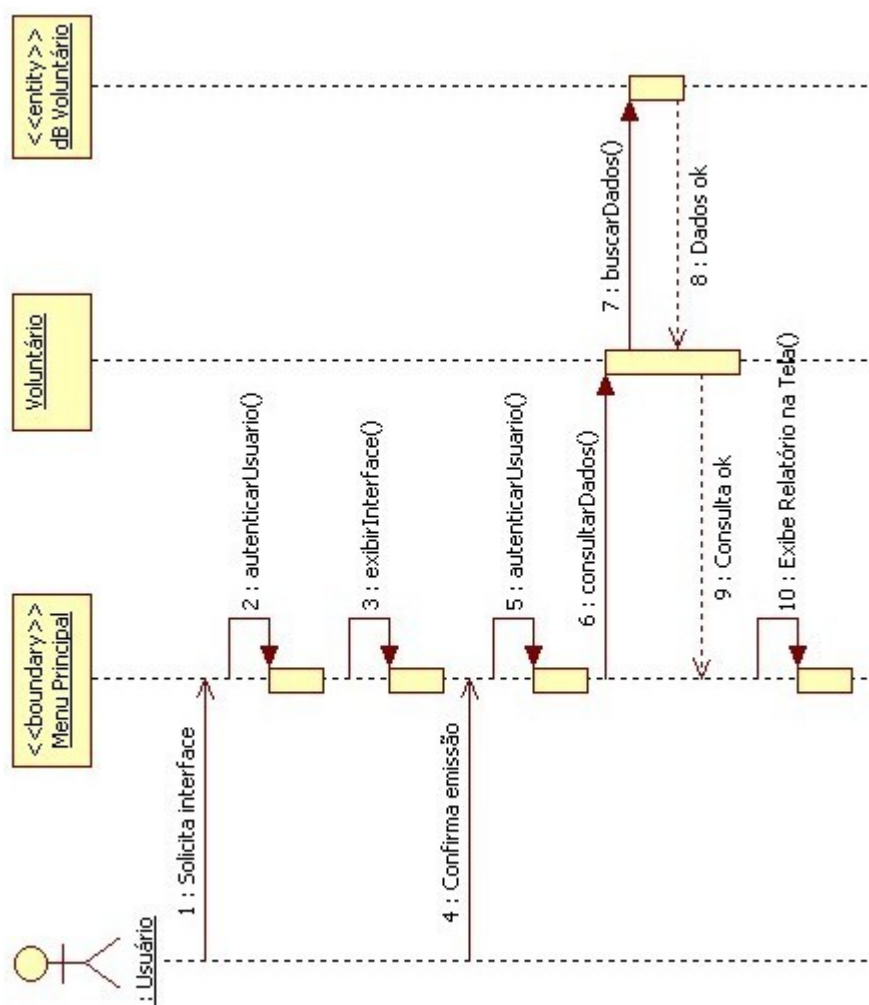 : Usuário
<<boundary>>
Menu Principal
Voluntário
<<entity>>
dB Voluntário
1 : Solicita interface
2 : autenticarUsuario()
3 : exibirInterface()
4 : Confirma emissão
5 : autenticarUsuario()
6 : consultarDados()
7 : buscarDados()
8 : Dados ok
9 : Consulta ok
10 : Exibe Relatório na Tela()